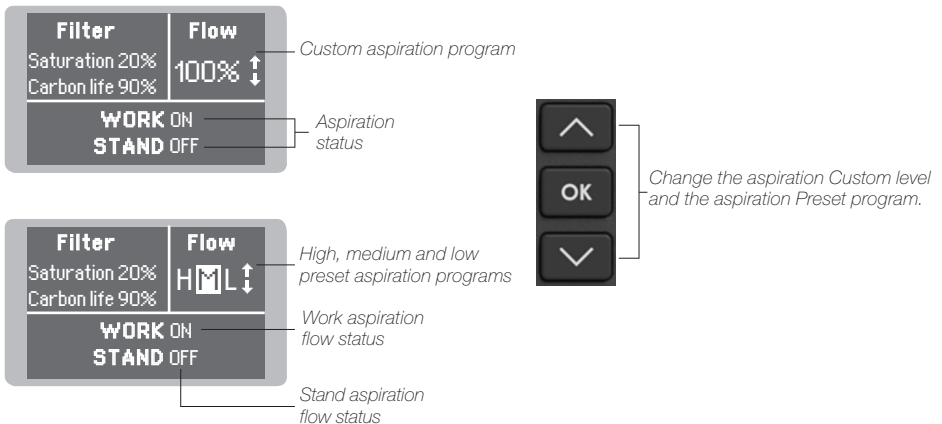 Filter
Flow
Saturation 20%
Carbon life 90%
100%
Custom aspiration program
WORK ON
STAND OFF
Aspiration
status
OK
Change the aspiration Custom level
and the aspiration Preset program.
Filter
Flow
Saturation 20%
Carbon life 90%
H M L
High, medium and low
preset aspiration programs
WORK ON
STAND OFF
Work aspiration
flow status
Stand aspiration
flow status